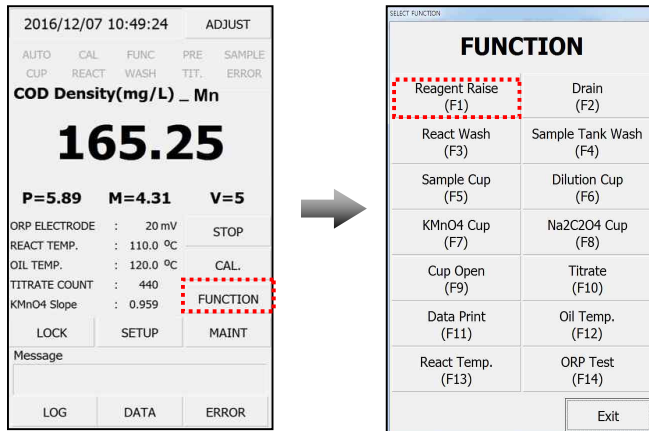 2016/12/07 10:49:24 ADJUST
AUTO CAL FUNC PRE SAMPLE
CUP REACT WASH TIT. ERROR
COD Density(mg/L) _ Mn
165.25
P=5.89 M=4.31 V=5
ORP ELECTRODE : 20 mV
STOP
REACT TEMP. : 110.0 ºC
OIL TEMP. : 120.0 ºC
CAL.
TITRATE COUNT : 440
FUNCTION
KMnO4 Slope : 0.959
LOCK SETUP MAINT
Message
LOG DATA ERROR
SELECT FUNCTION
FUNCTION
Reagent Raise
(F1)
Drain
(F2)
React Wash
(F3)
Sample Tank Wash
(F4)
Sample Cup
(F5)
Dilution Cup
(F6)
KMnO4 Cup
(F7)
Na2C2O4 Cup
(F8)
Cup Open
(F9)
Titrate
(F10)
Data Print
(F11)
Oil Temp.
(F12)
React Temp.
(F13)
ORP Test
(F14)
Exit